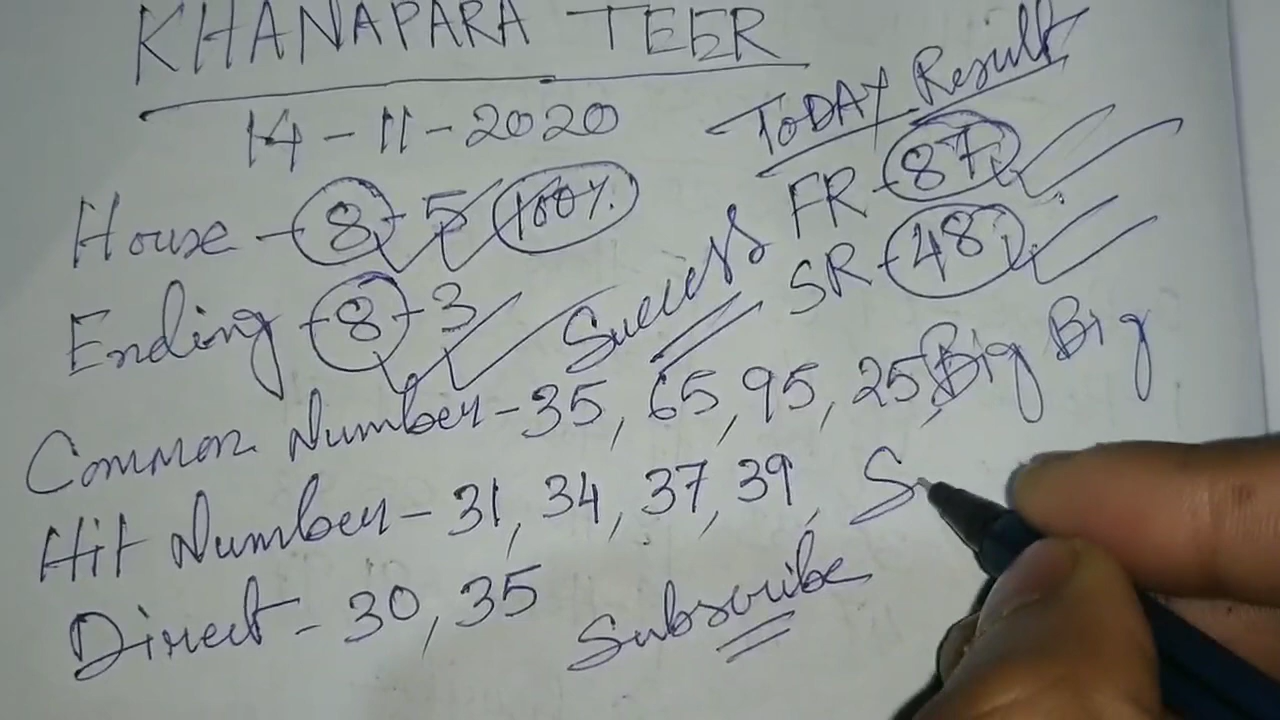 KHANAPARA TEER
14-11-2020
TODAY Result
FR-87
SR-48
House-8-5 100%
Ending-8-3 Success
Common Number-35, 65, 95, 25, Big Big
Hit Number-31, 34, 37, 39, S
Direct-30, 35 Subscribe